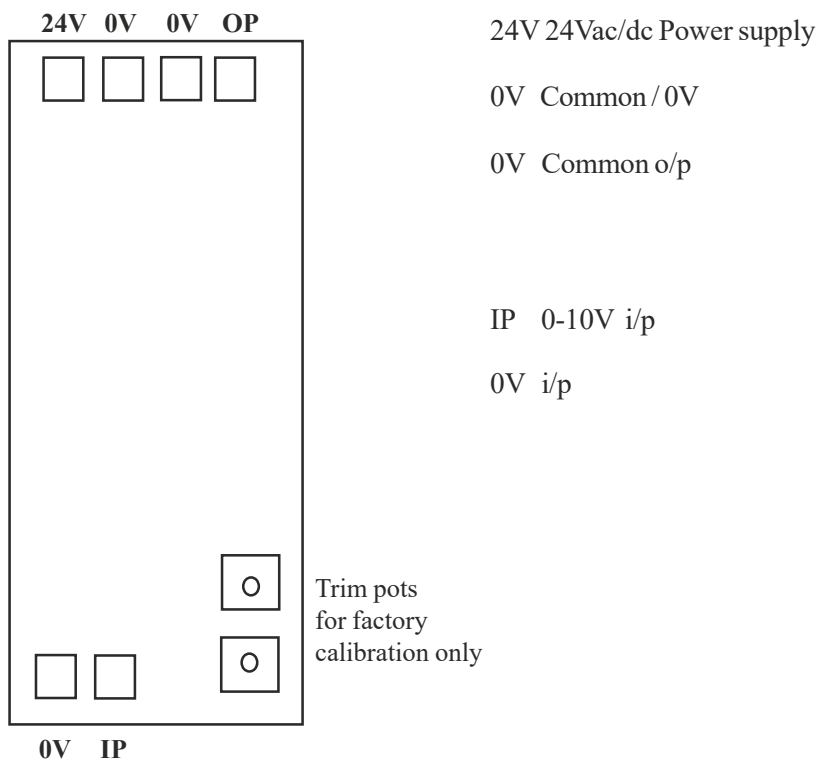 24V 0V 0V OP
24V 24Vac/dc Power supply
0V Common / 0V
0V Common o/p
IP 0-10V i/p
0V i/p
Trim pots
for factory
calibration only
0V IP